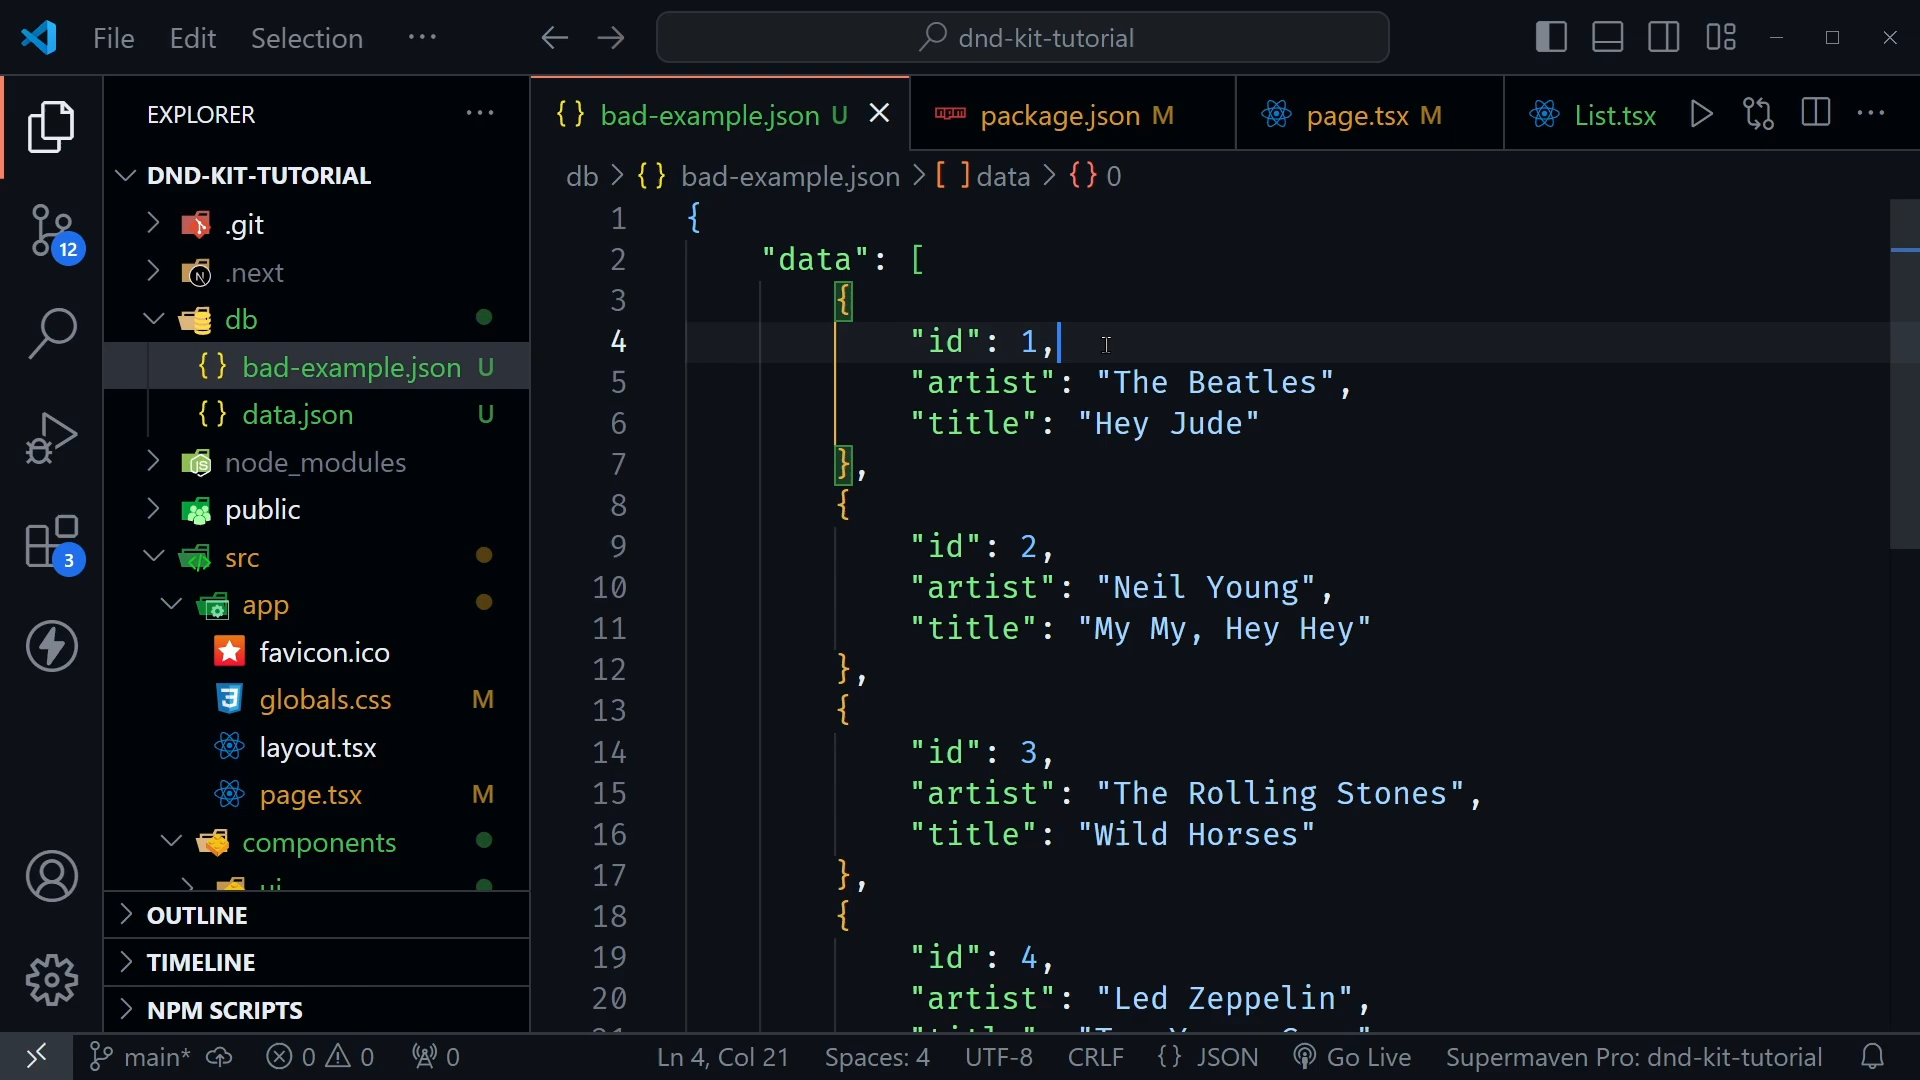 File Edit Selection ··· dnd-kit-tutorial
EXPLORER ···
DND-KIT-TUTORIAL
.git
.next
db
bad-example.json U
data.json U
node_modules
public
src
app
favicon.ico
globals.css M
layout.tsx
page.tsx M
components
OUTLINE
TIMELINE
NPM SCRIPTS
{ } bad-example.json U package.json M page.tsx M List.tsx
db > { } bad-example.json > [ ] data > { } 0
1 {
2 "data": [
3 {
4 "id": 1,
5 "artist": "The Beatles",
6 "title": "Hey Jude"
7 },
8 {
9 "id": 2,
10 "artist": "Neil Young",
11 "title": "My My, Hey Hey"
12 },
13 {
14 "id": 3,
15 "artist": "The Rolling Stones",
16 "title": "Wild Horses"
17 },
18 {
19 "id": 4,
20 "artist": "Led Zeppelin",
12
3
main* 0 0 0 Ln 4, Col 21 Spaces: 4 UTF-8 CRLF { } JSON Go Live Supermaven Pro: dnd-kit-tutorial